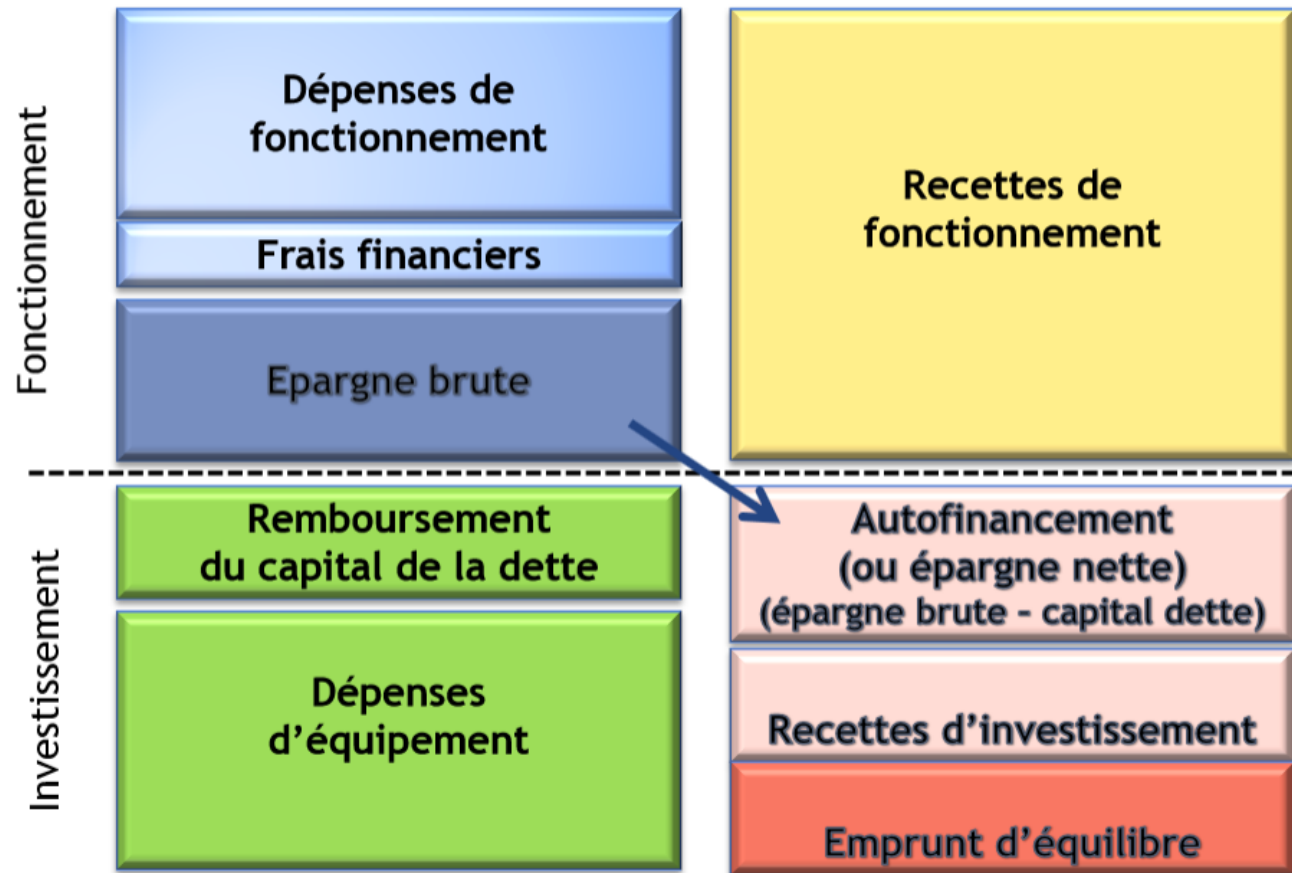 Fonctionnement
Dépenses de
fonctionnement
Frais financiers
Epargne brute
Recettes de
fonctionnement
Investissement
Remboursement
du capital de la dette
Dépenses
d’équipement
Autofinancement
(ou épargne nette)
(épargne brute - capital dette)
Recettes d’investissement
Emprunt d’équilibre